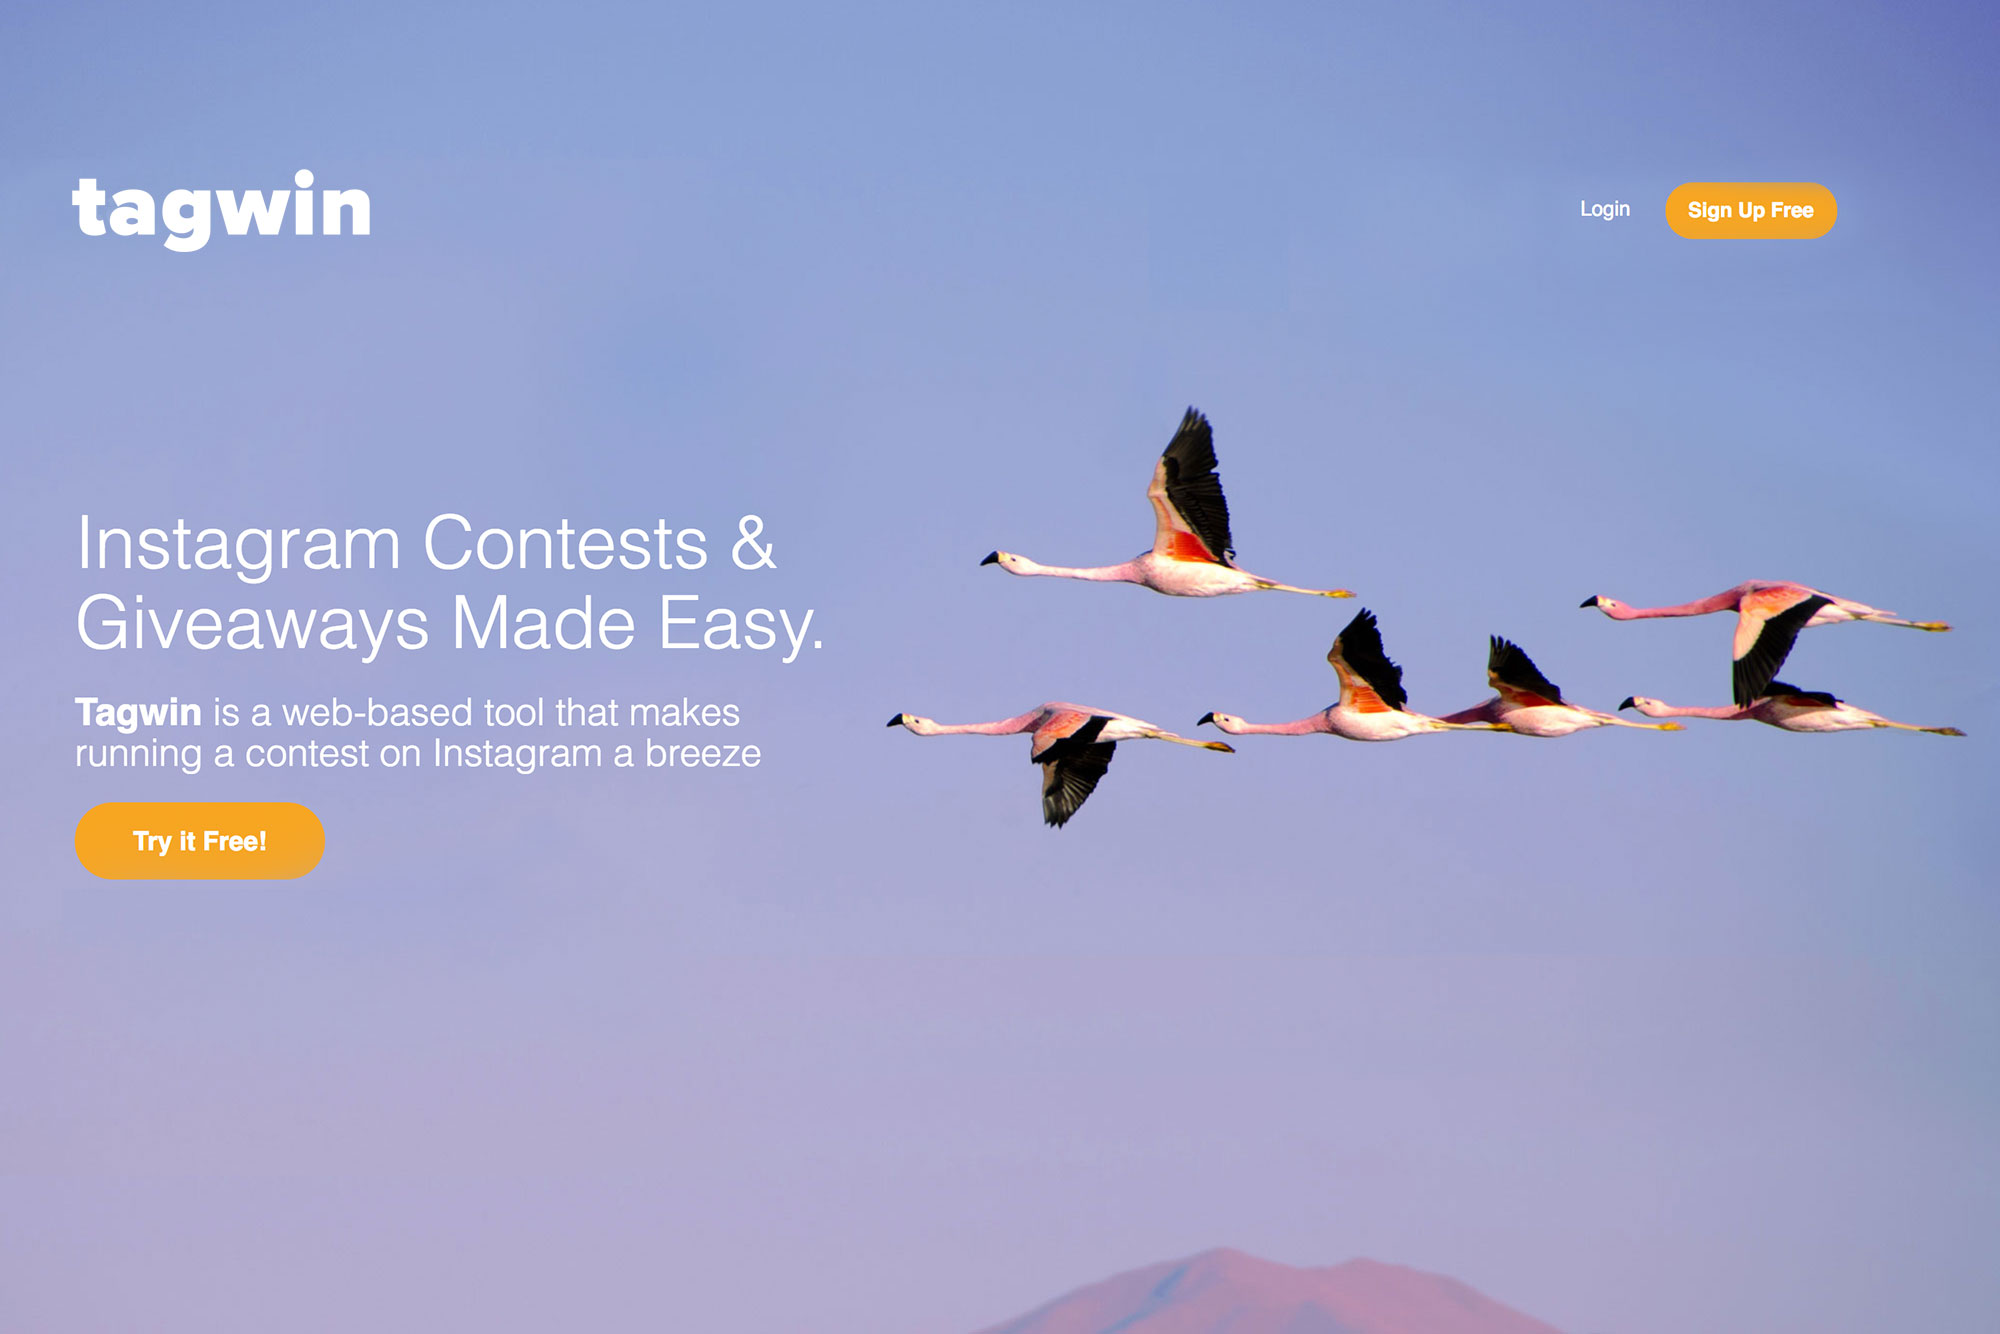 tagwin
Login
Sign Up Free
Instagram Contests &
Giveaways Made Easy.
Tagwin is a web-based tool that makes
running a contest on Instagram a breeze
Try it Free!